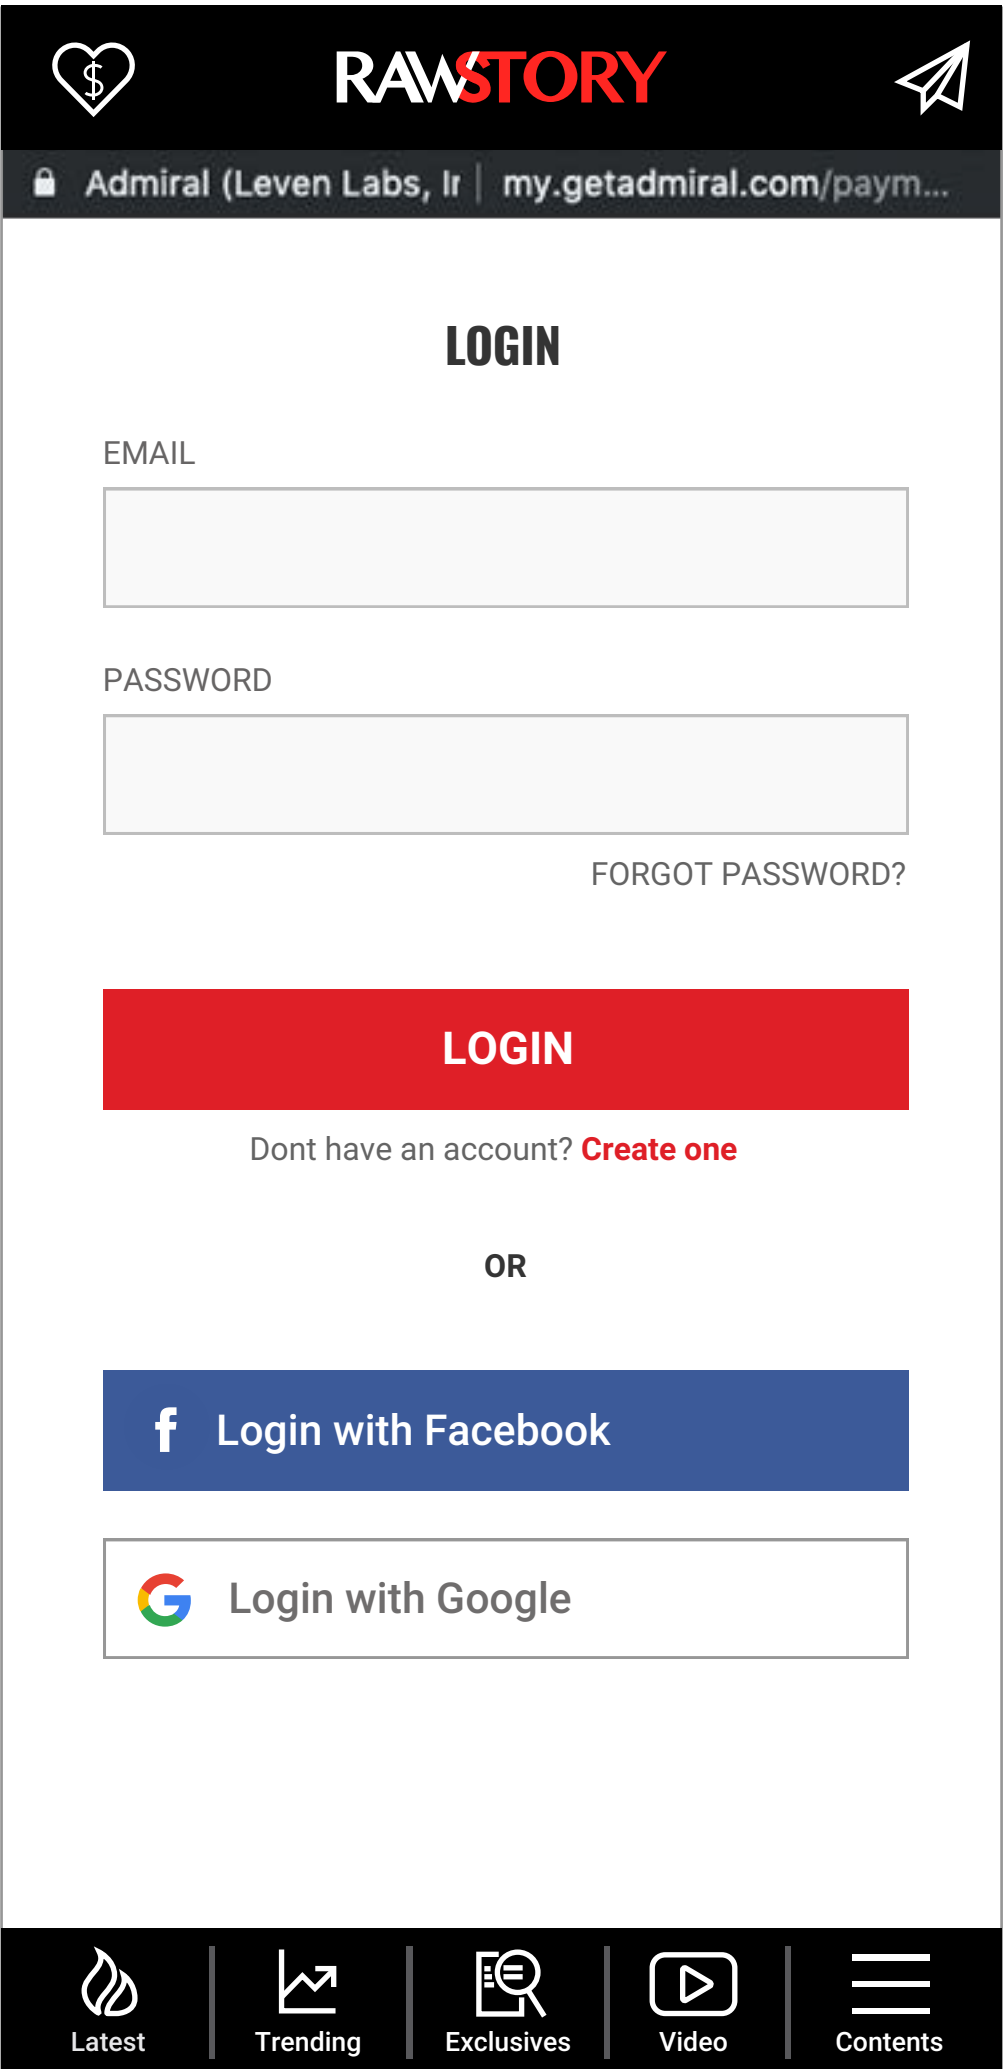 RAWSTORY
Admiral (Leven Labs, Ir | my.getadmiral.com/paym...
LOGIN
EMAIL
PASSWORD
FORGOT PASSWORD?
LOGIN
Dont have an account? Create one
OR
f Login with Facebook
G Login with Google
Latest Trending Exclusives Video Contents